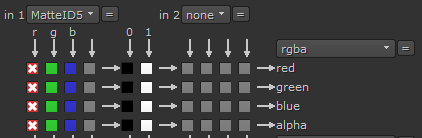 in 1 MatteID5 = in 2 none =
r g b 0 1
rgba =
red
green
blue
alpha